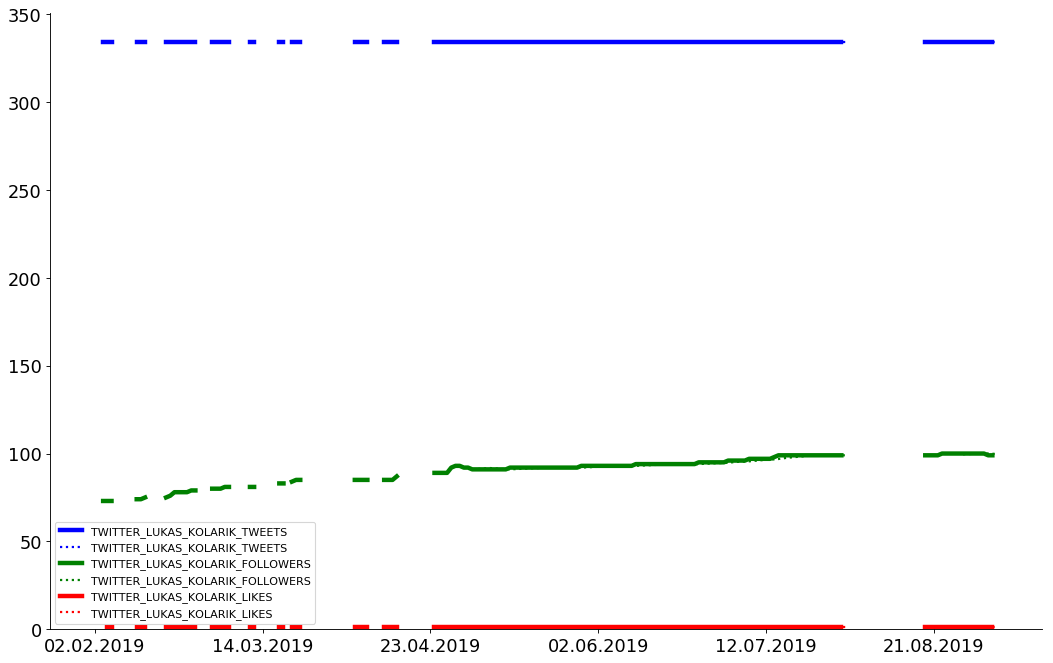 350
300
250
200
150
100
50
0
TWITTER_LUKAS_KOLARIK_TWEETS
TWITTER_LUKAS_KOLARIK_TWEETS
TWITTER_LUKAS_KOLARIK_FOLLOWERS
TWITTER_LUKAS_KOLARIK_FOLLOWERS
TWITTER_LUKAS_KOLARIK_LIKES
TWITTER_LUKAS_KOLARIK_LIKES
02.02.2019 14.03.2019 23.04.2019 02.06.2019 12.07.2019 21.08.2019